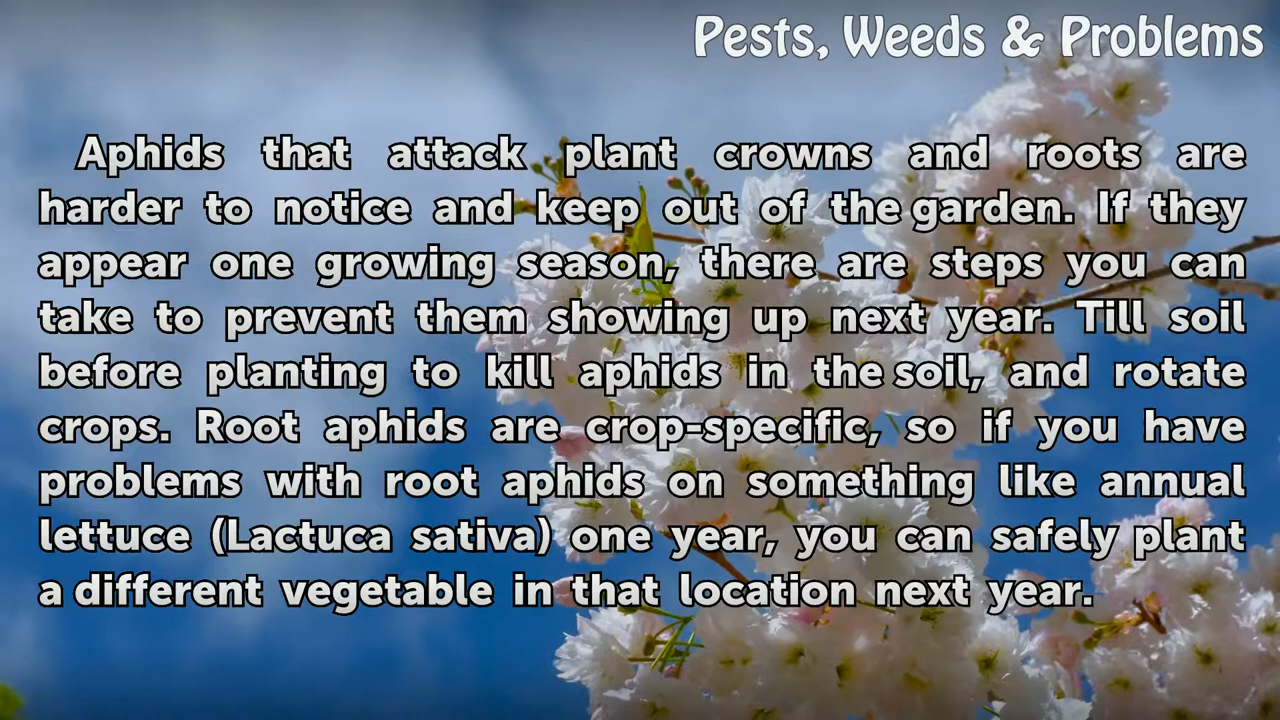 Pests, Weeds & Problems
Aphids that attack plant crowns and roots are
harder to notice and keep out of the garden. If they
appear one growing season, there are steps you can
take to prevent them showing up next year. Till soil
before planting to kill aphids in the soil, and rotate
crops. Root aphids are crop-specific, so if you have
problems with root aphids on something like annual
lettuce (Lactuca sativa) one year, you can safely plant
a different vegetable in that location next year.